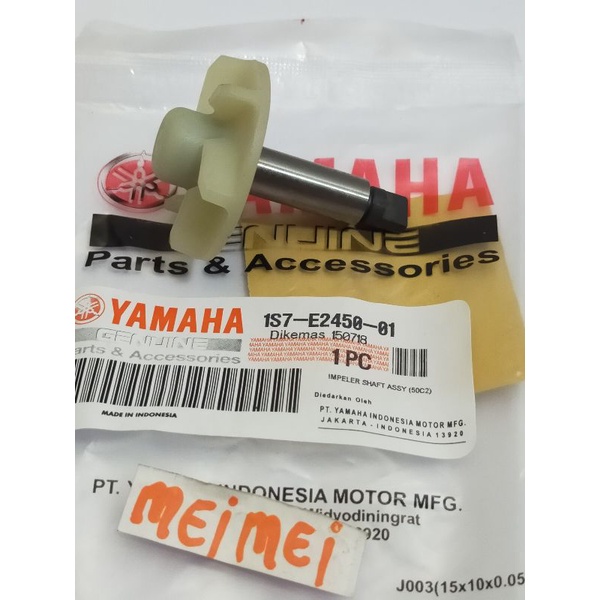 YAMAHA
GENUINE
Parts & Accessories
YAMAHA
GENUINE
Parts & Accessories
MADE IN INDONESIA
1S7-E2450-01
Dikemas 150718
1 PC
IMPELER SHAFT ASSY (50C2)
Diedarkan Oleh
PT. YAMAHA INDONESIA MOTOR MFG.
JAKARTA - INDONESIA 13920
PT. Y INDONESIA MOTOR MFG.
Widyodiningrat
3920
MEIMEI
J003(15x10x0.05